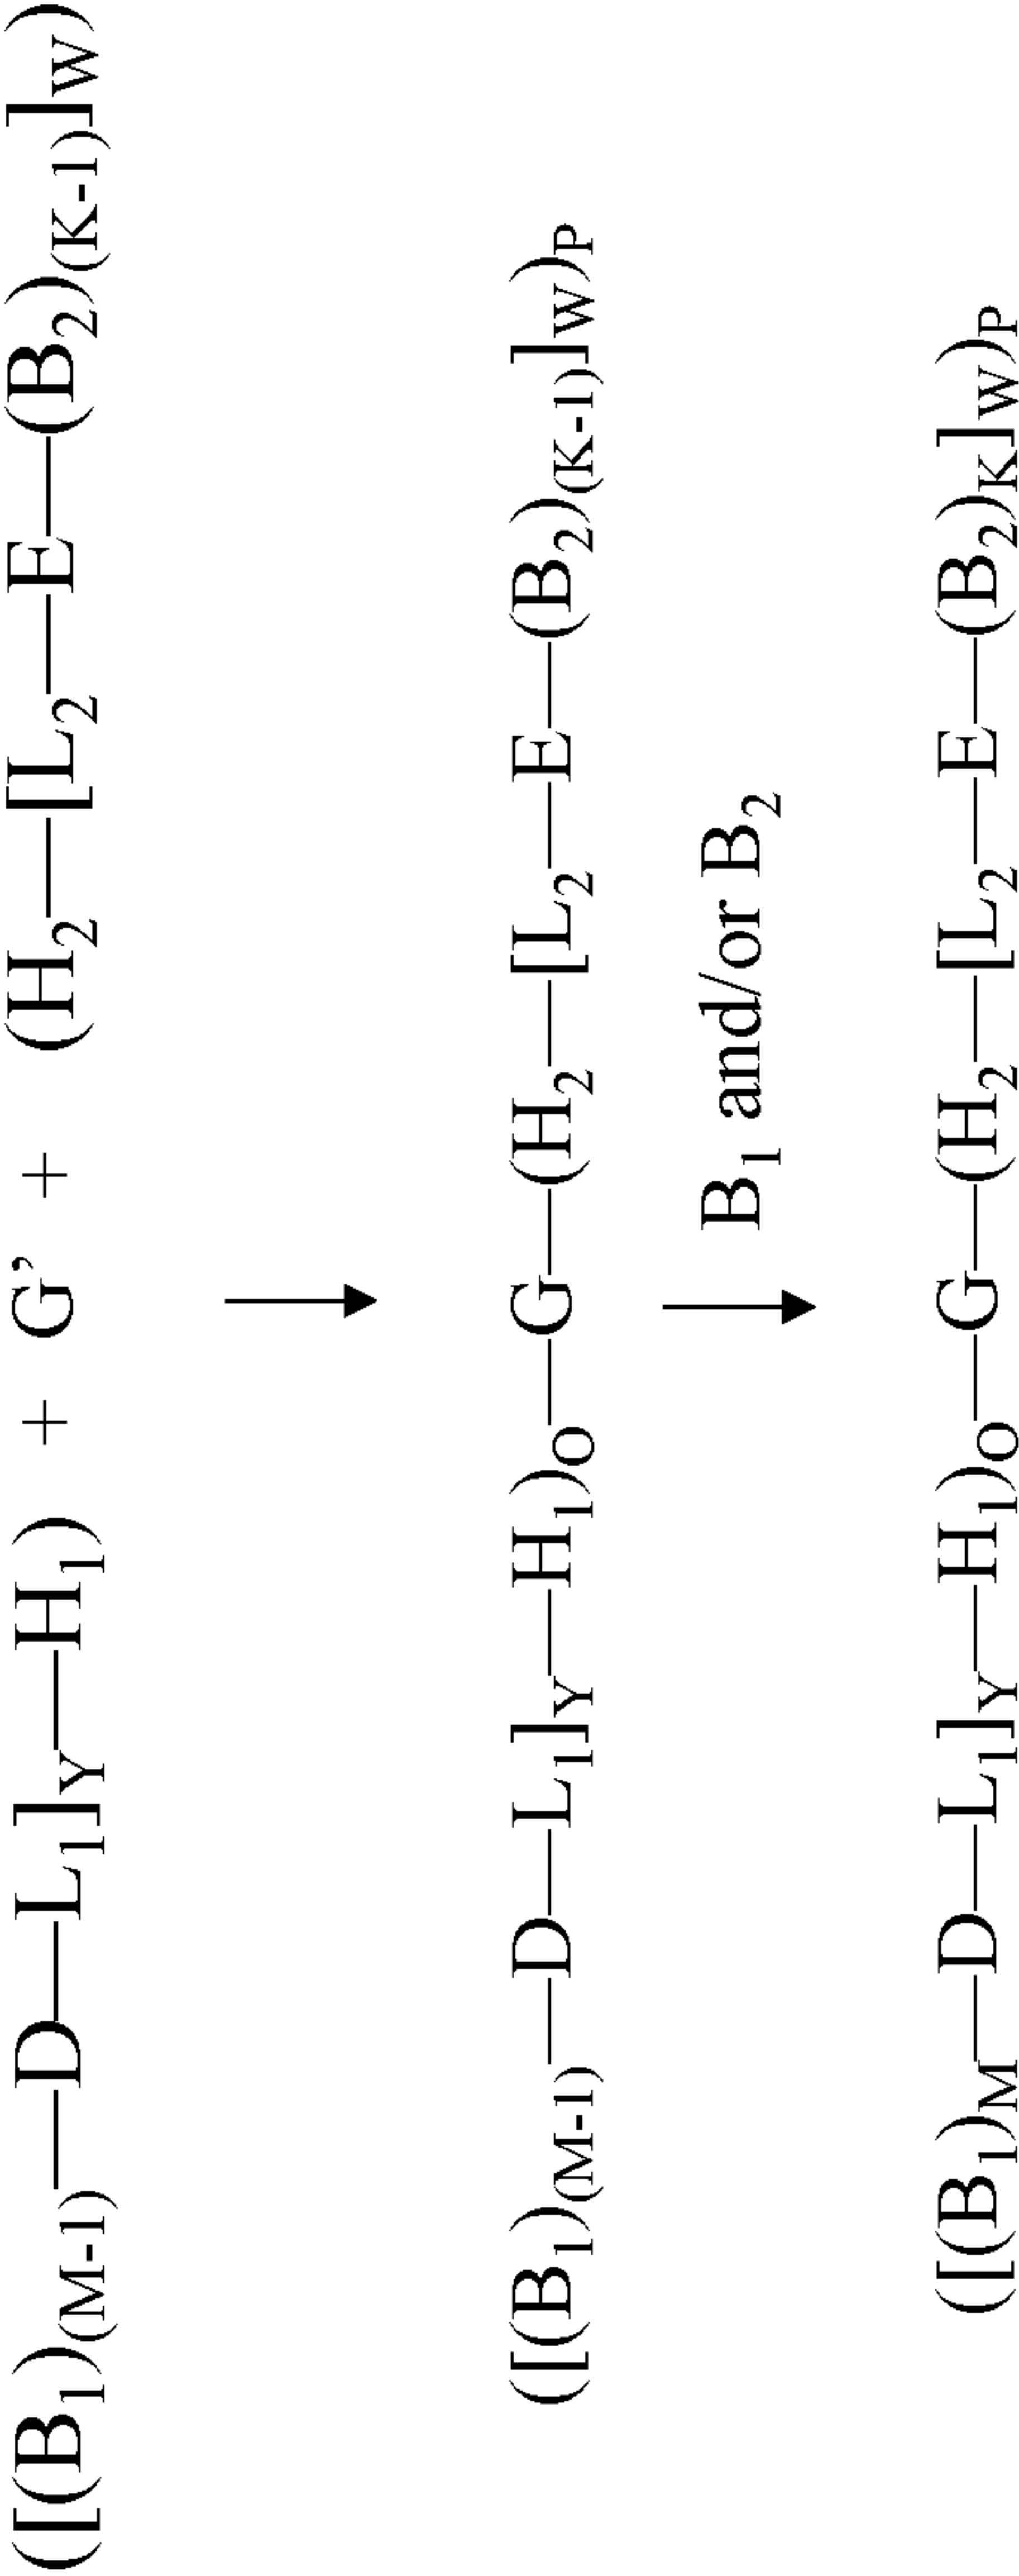 ([(B₁)₍M-1₎—D—L₁]Y—H₁) + G’ + (H₂—[L₂—E—(B₂)(K-1)]W)
([(B₁)(M-1)—D—L₁]Y—H₁)O—G—(H₂—[L₂—E—(B₂)(K-1)]W)P
B₁ and/or B₂
([(B₁)M—D—L₁]Y—H₁)O—G—(H₂—[L₂—E—(B₂)K]W)P